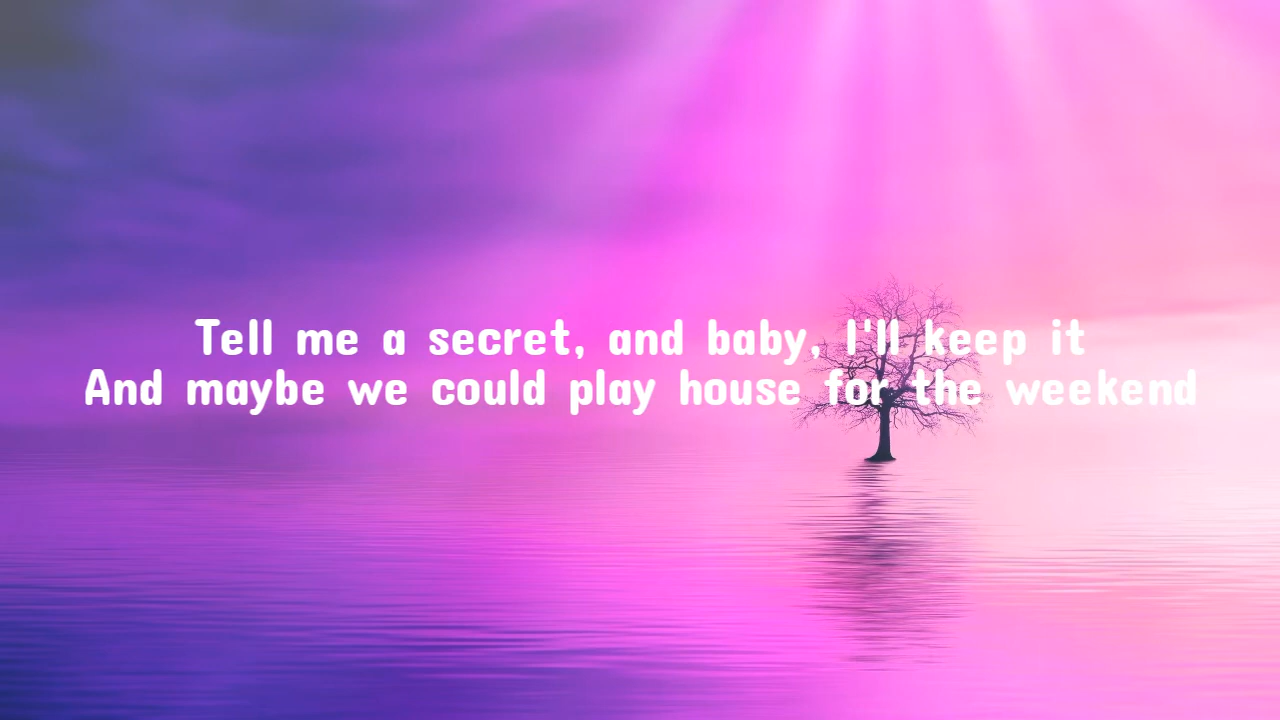 Tell me a secret, and baby, I'll keep it
And maybe we could play house for the weekend